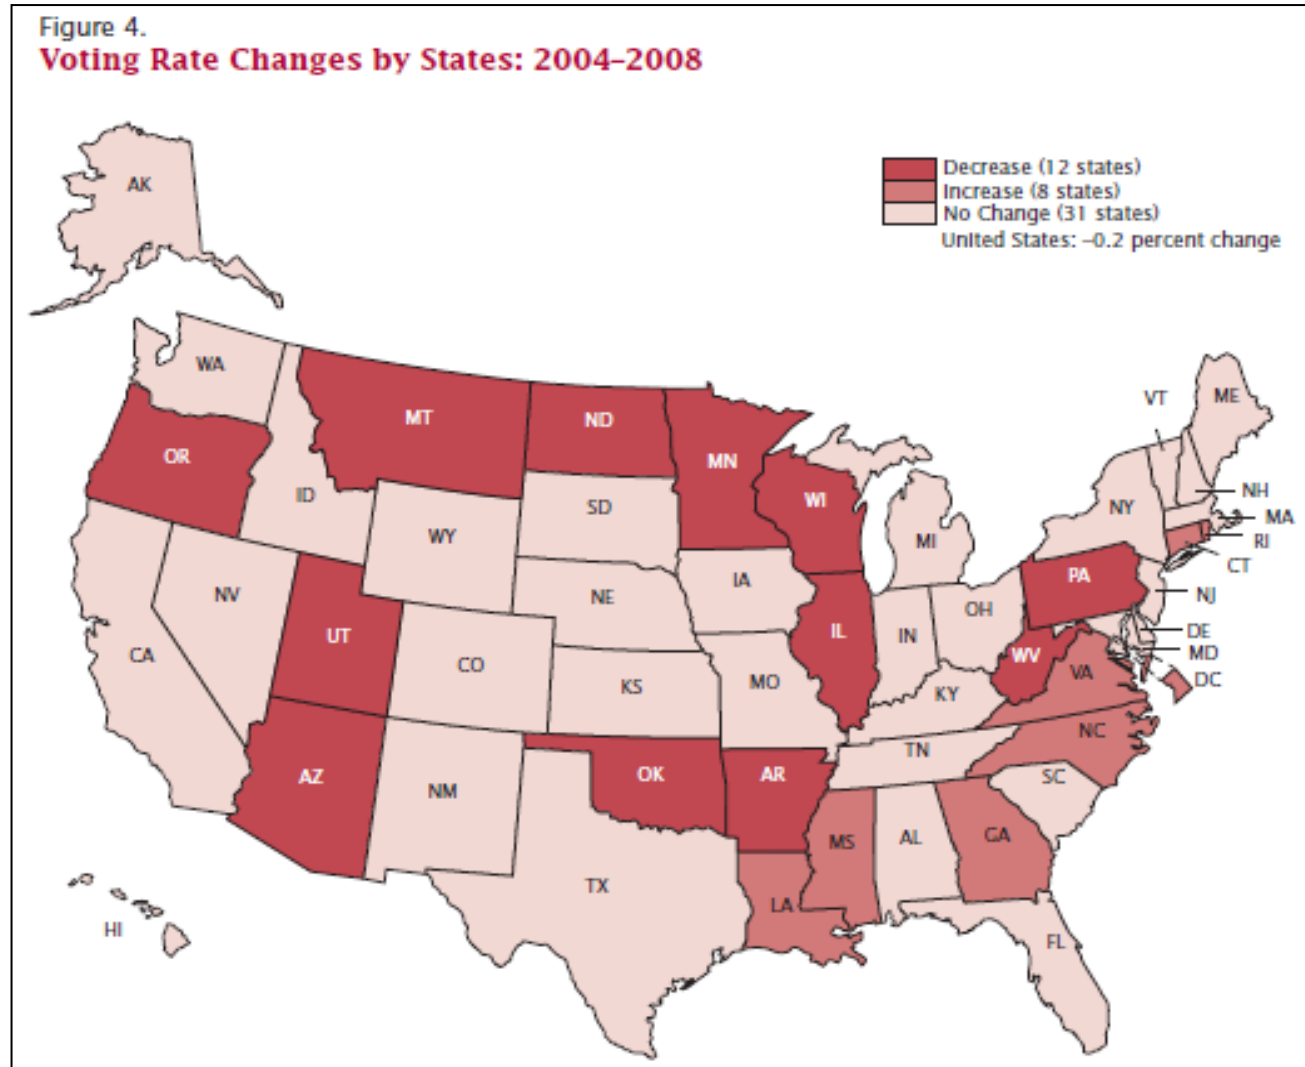 Figure 4.
Voting Rate Changes by States: 2004–2008
Decrease (12 states)
Increase (8 states)
No Change (31 states)
United States: –0.2 percent change
AK
WA
MT
ND
MN
VT
ME
OR
ID
SD
WI
NH
WY
MI
NY
MA
RI
CT
IA
PA
NV
NE
OH
NJ
UT
IL
IN
DE
CA
CO
WV
MD
KS
MO
KY
VA
DC
NC
TN
AZ
OK
AR
SC
NM
MS
AL
GA
TX
LA
HI
FL